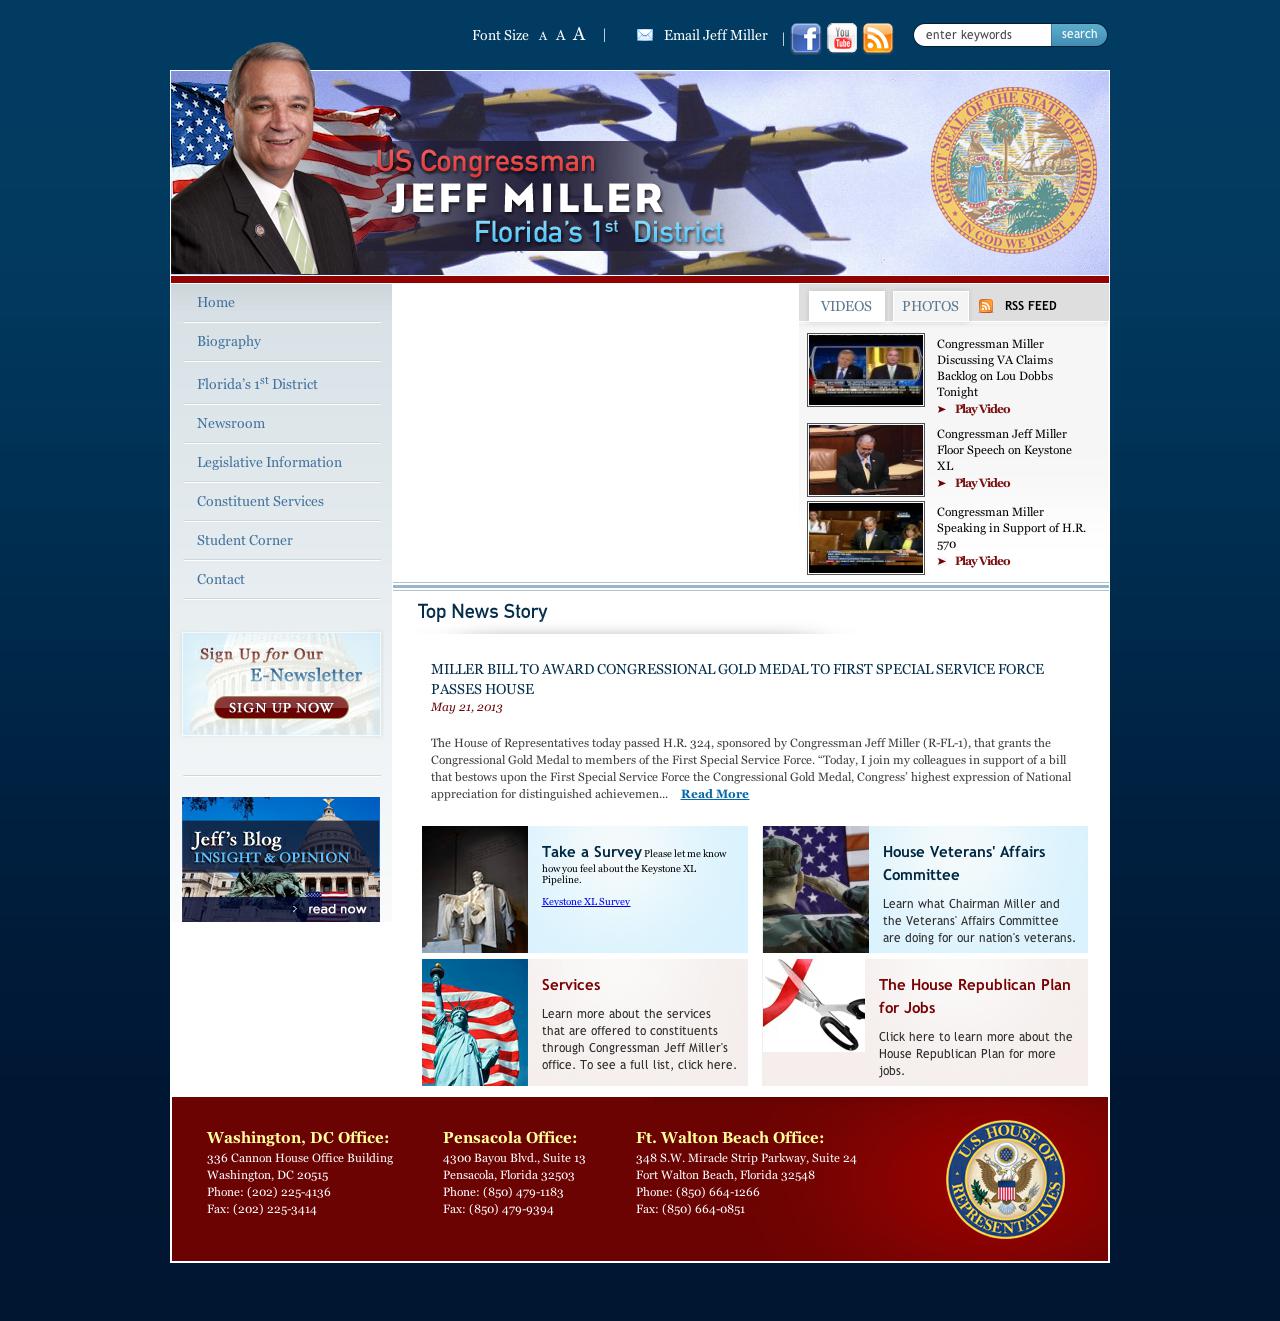 Font Size A A A
Email Jeff Miller
You
Tube
enter keywords
search
US Congressman
JEFF MILLER
Florida's 1st District
GREAT SEAL OF THE STATE OF FLORIDA
IN GOD WE TRUST
Home
Biography
Florida’s 1st District
Newsroom
Legislative Information
Constituent Services
Student Corner
Contact
Sign Up for Our
E-Newsletter
SIGN UP NOW
Jeff's Blog
INSIGHT & OPINION
read now
VIDEOS
PHOTOS
RSS FEED
Congressman Miller
Discussing VA Claims
Backlog on Lou Dobbs
Tonight
Play Video
Congressman Jeff Miller
Floor Speech on Keystone
XL
Play Video
Congressman Miller
Speaking in Support of H.R.
570
Play Video
Top News Story
MILLER BILL TO AWARD CONGRESSIONAL GOLD MEDAL TO FIRST SPECIAL SERVICE FORCE
PASSES HOUSE
May 21, 2013
The House of Representatives today passed H.R. 324, sponsored by Congressman Jeff Miller (R-FL-1), that grants the
Congressional Gold Medal to members of the First Special Service Force. “Today, I join my colleagues in support of a bill
that bestows upon the First Special Service Force the Congressional Gold Medal, Congress’ highest expression of National
appreciation for distinguished achievemen... Read More
Take a Survey Please let me know
how you feel about the Keystone XL
Pipeline.
Keystone XL Survey
House Veterans' Affairs
Committee
Learn what Chairman Miller and
the Veterans' Affairs Committee
are doing for our nation's veterans.
Services
Learn more about the services
that are offered to constituents
through Congressman Jeff Miller's
office. To see a full list, click here.
The House Republican Plan
for Jobs
Click here to learn more about the
House Republican Plan for more
jobs.
Washington, DC Office:
336 Cannon House Office Building
Washington, DC 20515
Phone: (202) 225-4136
Fax: (202) 225-3414
Pensacola Office:
4300 Bayou Blvd., Suite 13
Pensacola, Florida 32503
Phone: (850) 479-1183
Fax: (850) 479-9394
Ft. Walton Beach Office:
348 S.W. Miracle Strip Parkway, Suite 24
Fort Walton Beach, Florida 32548
Phone: (850) 664-1266
Fax: (850) 664-0851
U.S. HOUSE OF
REPRESENTATIVES